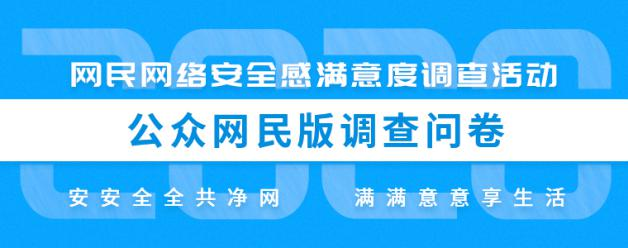 2020
网民网络安全感满意度调查活动
公众网民版调查问卷
安安全全共净网 满满意意享生活